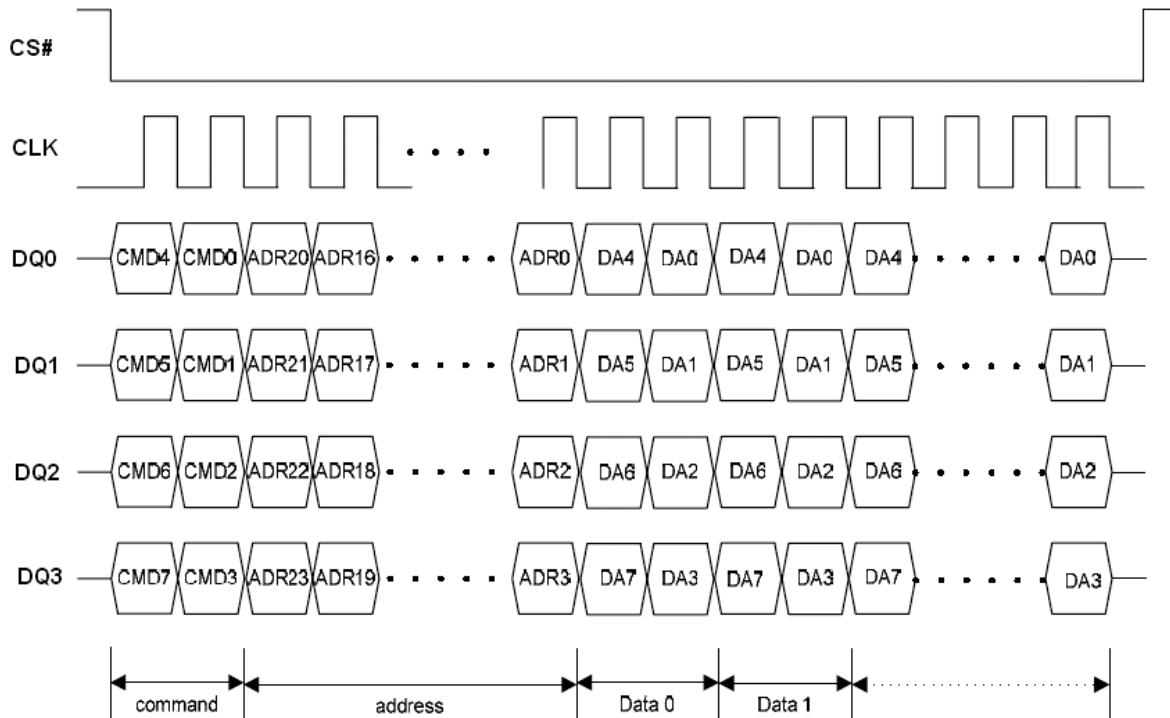 CS#
CLK
DQ0 CMD4 CMD0 ADR20 ADR16 ADR0 DA4 DA0 DA4 DA0 DA4 DA0
DQ1 CMD5 CMD1 ADR21 ADR17 ADR1 DA5 DA1 DA5 DA1 DA5 DA1
DQ2 CMD6 CMD2 ADR22 ADR18 ADR2 DA6 DA2 DA6 DA2 DA6 DA2
DQ3 CMD7 CMD3 ADR23 ADR19 ADR3 DA7 DA3 DA7 DA3 DA7 DA3
command address Data 0 Data 1